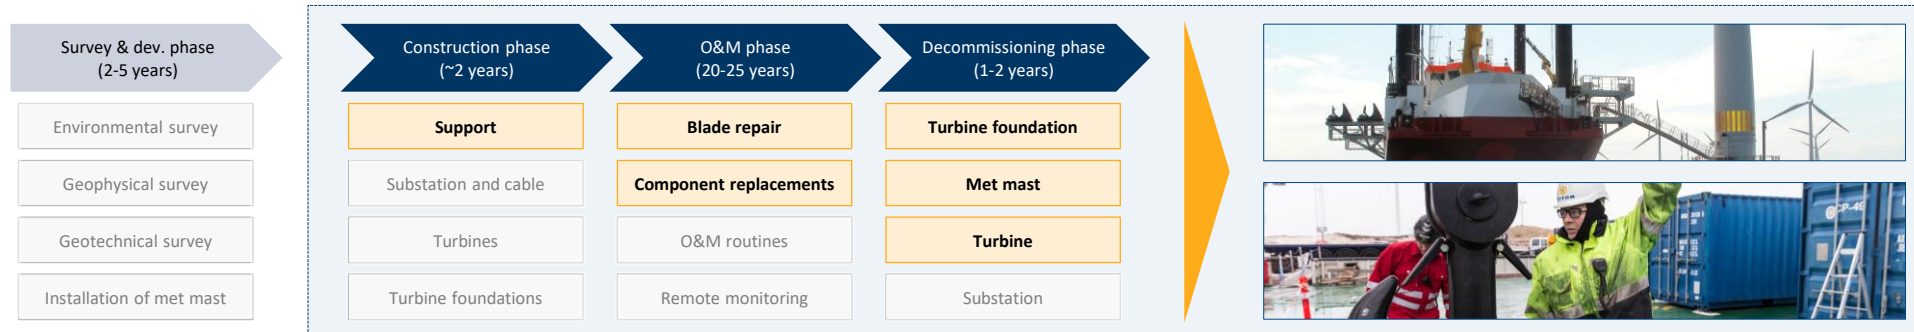 Survey & dev. phase
(2-5 years)
Environmental survey
Geophysical survey
Geotechnical survey
Installation of met mast
Construction phase
(~2 years)
Support
Substation and cable
Turbines
Turbine foundations
O&M phase
(20-25 years)
Blade repair
Component replacements
O&M routines
Remote monitoring
Decommissioning phase
(1-2 years)
Turbine foundation
Met mast
Turbine
Substation